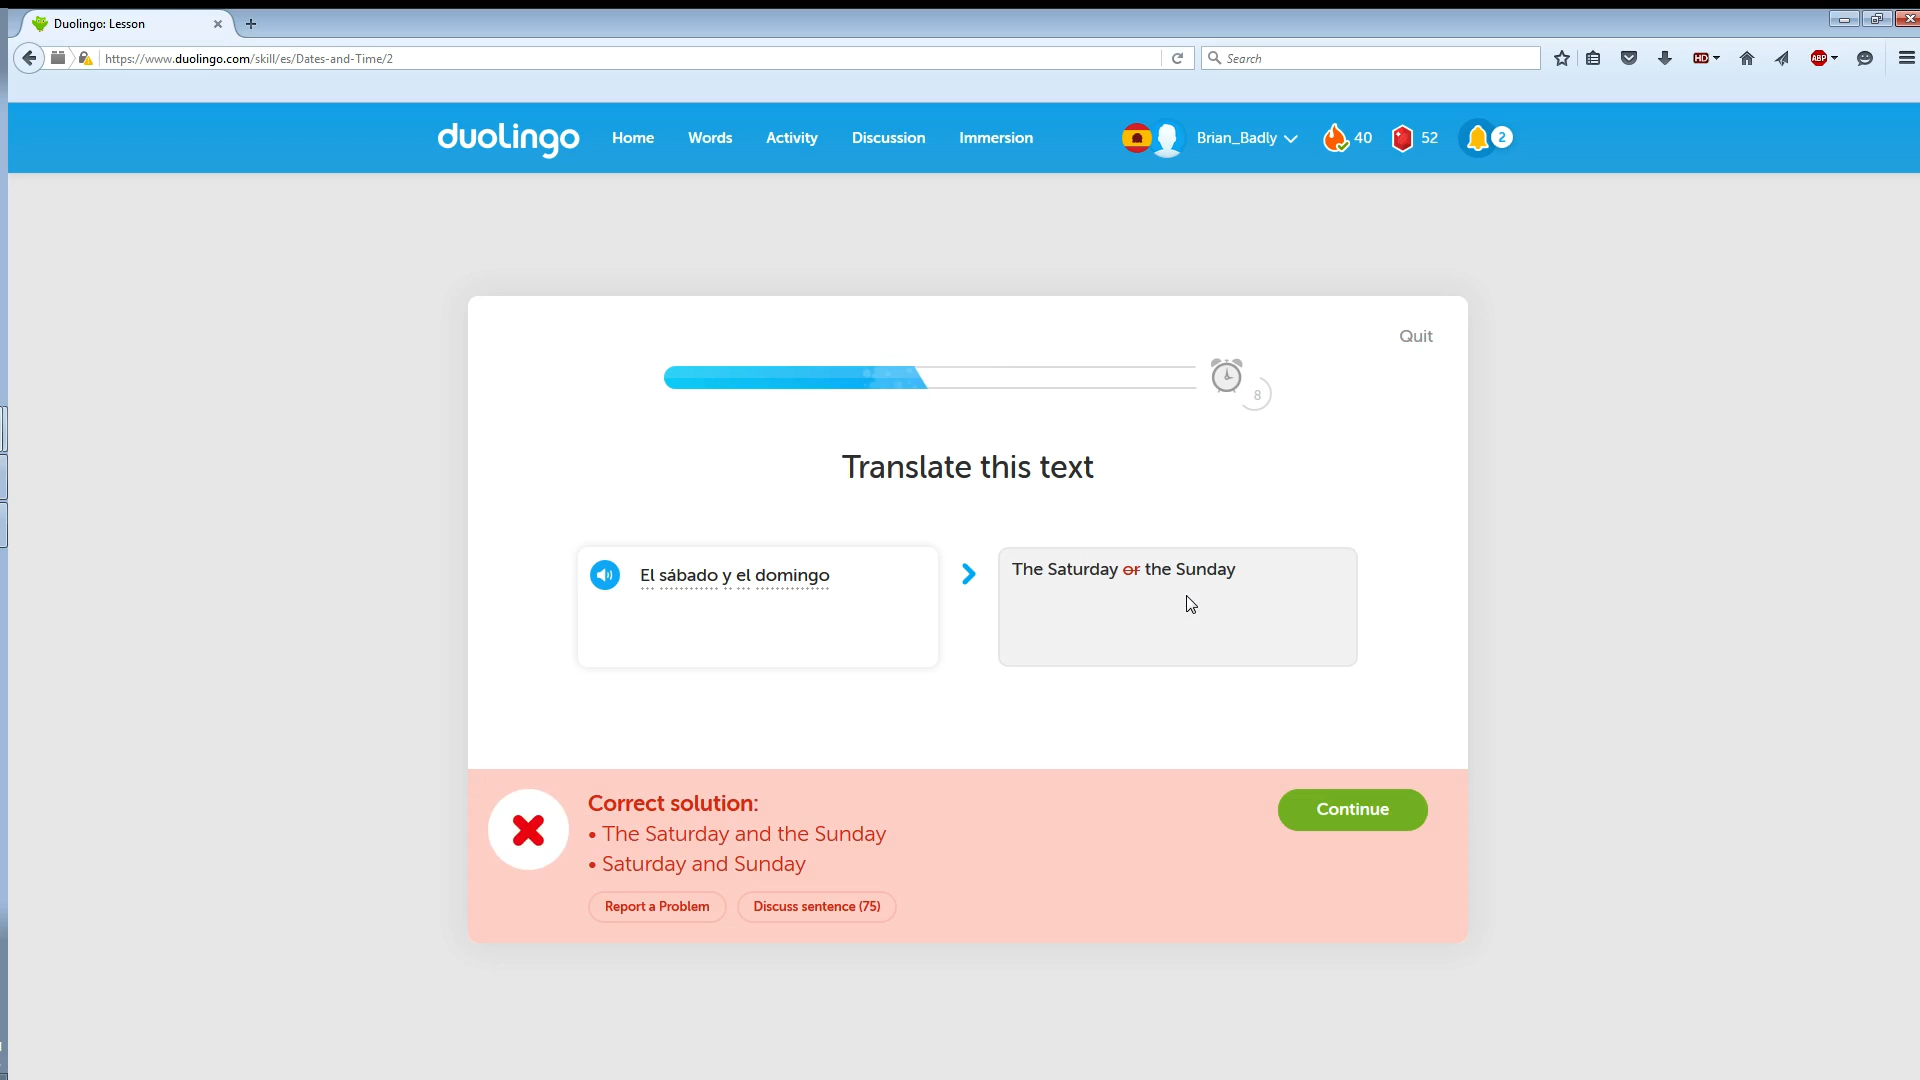 Duolingo: Lesson
https://www.duolingo.com/skill/es/Dates-and-Time/2
Search
HD
ABP
duolingo
Home
Words
Activity
Discussion
Immersion
Brian_Badly
40
52
2
Quit
8
Translate this text
El sábado y el domingo
The Saturday or the Sunday
Correct solution:
• The Saturday and the Sunday
• Saturday and Sunday
Continue
Report a Problem
Discuss sentence (75)